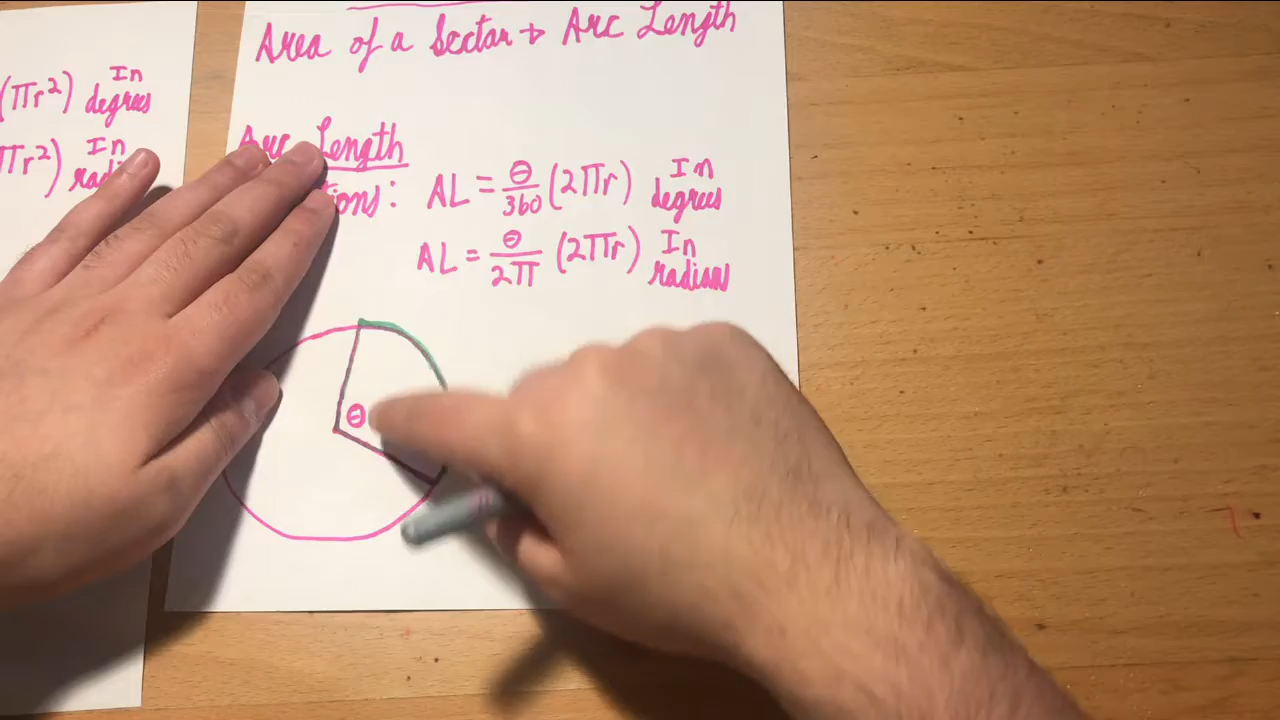 (πr²) In degrees
πr²) In
Area of a Sector + Arc Length
Arc Length
AL = Θ/360 (2πr) In degrees
AL = Θ/2π (2πr) In radians
Θ